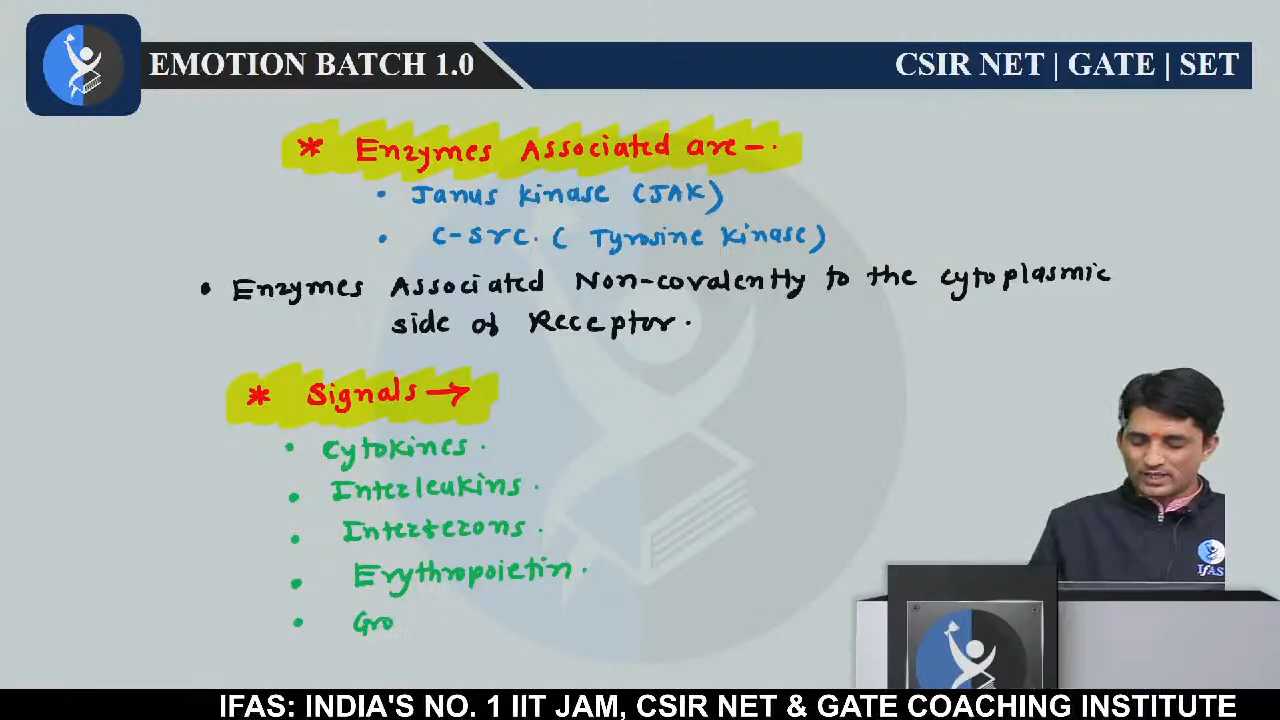 EMOTION BATCH 1.0
CSIR NET | GATE | SET
* Enzymes Associated are -
• Janus kinase (JAK)
• C-Src. ( Tyrosine kinase)
• Enzymes Associated Non-covalently to the cytoplasmic
side of Receptor.
* Signals →
• Cytokines.
• Interleukins.
• Interferons.
• Erythropoietin.
• Gro
IFAS
IFAS: INDIA'S NO. 1 IIT JAM, CSIR NET & GATE COACHING INSTITUTE